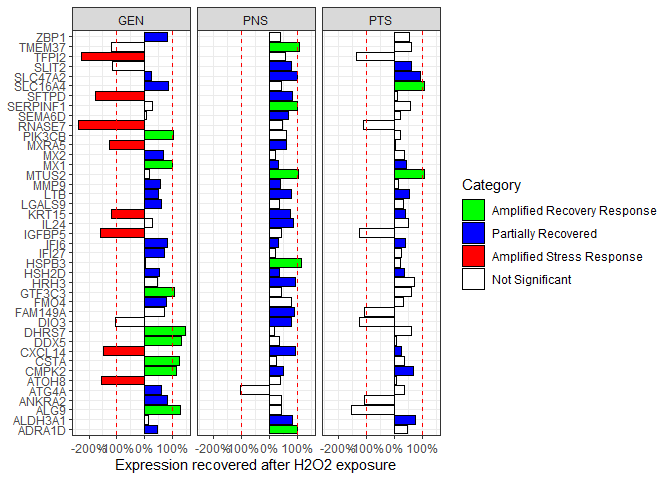 GEN PNS PTS
ZBP1
TMEM37
TFPI2
SLIT2
SLC47A2
SLC16A4
SFTPD
SERPINF1
SEMA6D
RNASE7
PIK3CB
MXRA5
MX2
MX1
MTUS2
MMP9
LTB
LGALS9
KRT15
IL24
IGFBP5
IFI6
IFI27
HSPB3
HSH2D
HRH3
GTF3C3
FMO4
FAM149A
DIO3
DHRS7
DDX5
CXCL14
CSTA
CMPK2
ATOH8
ATG4A
ANKRA2
ALG9
ALDH3A1
ADRA1D
-200%-100%0% 100% -200%-100%0% 100% -200%-100%0% 100%
Expression recovered after H2O2 exposure
Category
Amplified Recovery Response
Partially Recovered
Amplified Stress Response
Not Significant